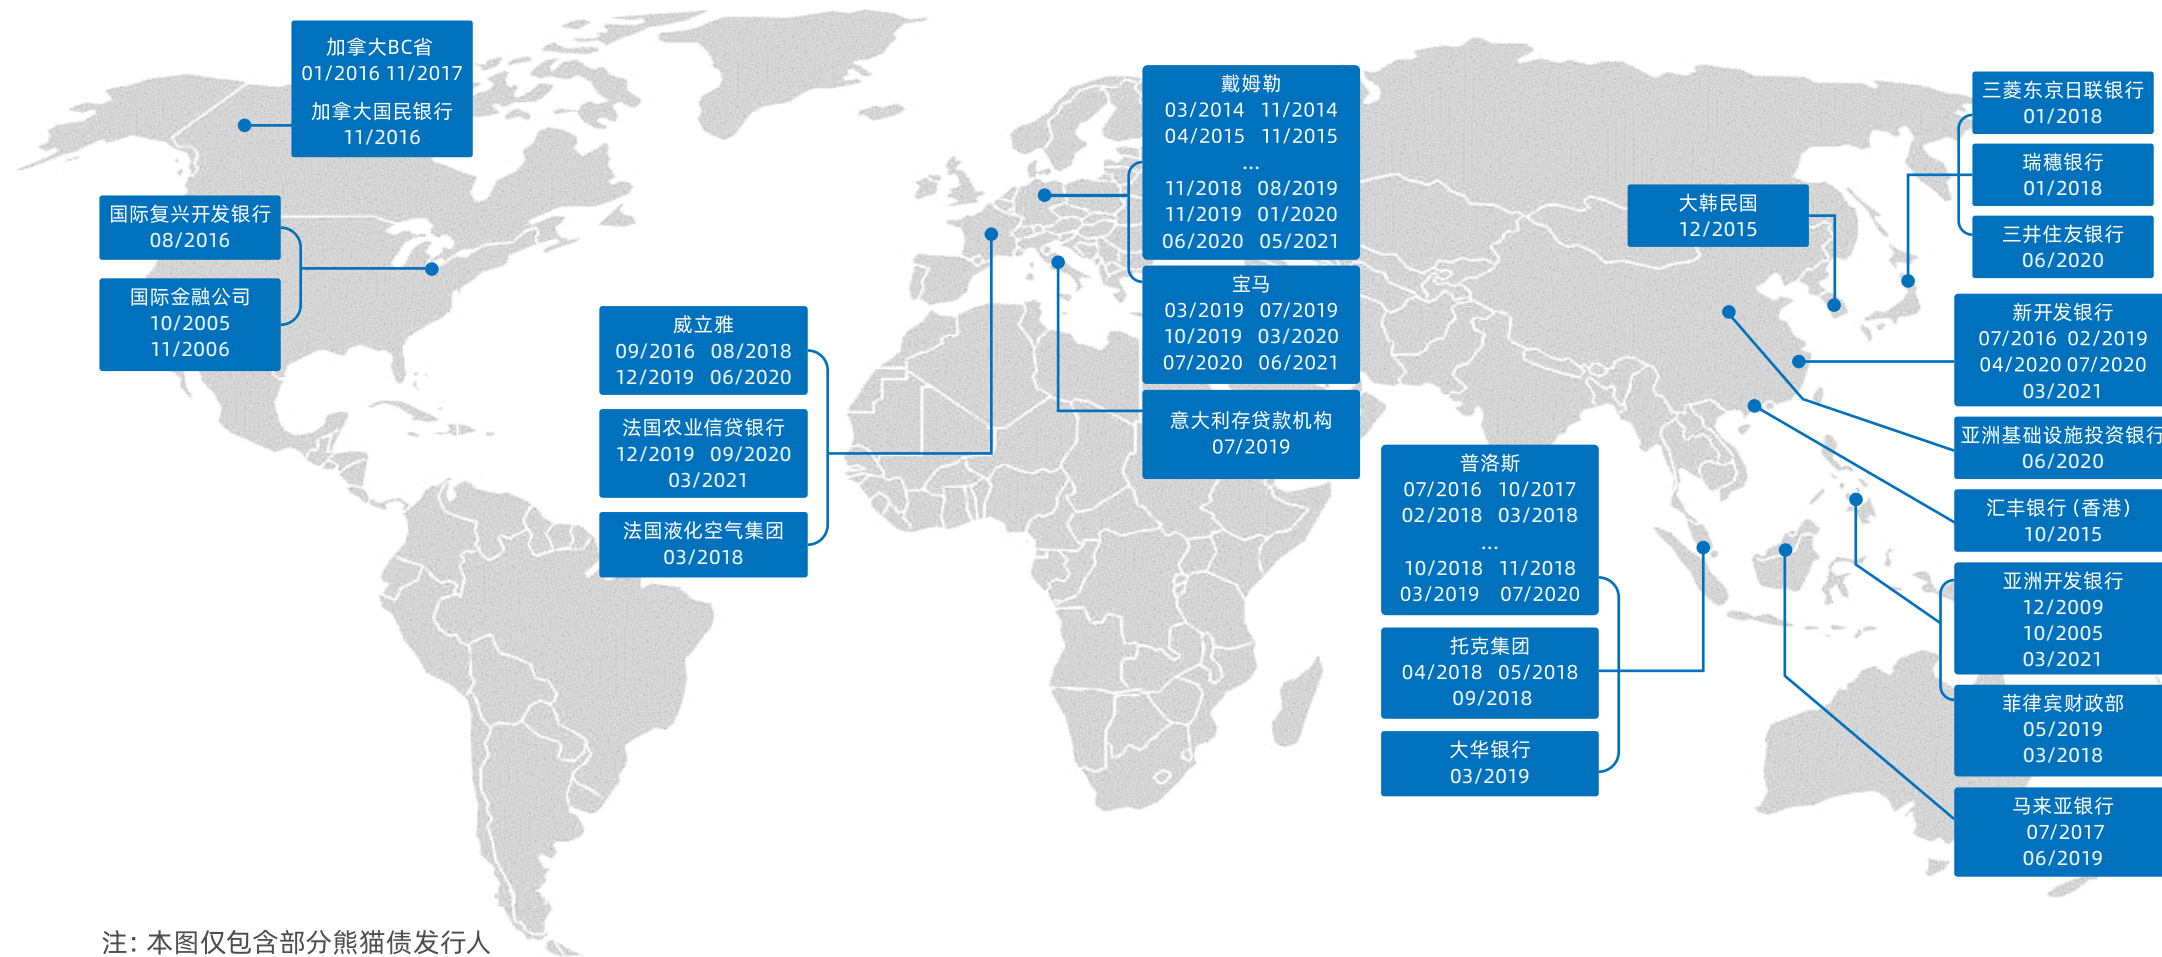 加拿大BC省
01/2016 11/2017
加拿大国民银行
11/2016
国际复兴开发银行
08/2016
国际金融公司
10/2005
11/2006
威立雅
09/2016 08/2018
12/2019 06/2020
法国农业信贷银行
12/2019 09/2020
03/2021
法国液化空气集团
03/2018
戴姆勒
03/2014 11/2014
04/2015 11/2015
...
11/2018 08/2019
11/2019 01/2020
06/2020 05/2021
宝马
03/2019 07/2019
10/2019 03/2020
07/2020 06/2021
意大利存贷款机构
07/2019
普洛斯
07/2016 10/2017
02/2018 03/2018
...
10/2018 11/2018
03/2019 07/2020
托克集团
04/2018 05/2018
09/2018
大华银行
03/2019
大韩民国
12/2015
三菱东京日联银行
01/2018
瑞穗银行
01/2018
三井住友银行
06/2020
新开发银行
07/2016 02/2019
04/2020 07/2020
03/2021
亚洲基础设施投资银行
06/2020
汇丰银行（香港）
10/2015
亚洲开发银行
12/2009
10/2005
03/2021
菲律宾财政部
05/2019
03/2018
马来亚银行
07/2017
06/2019
注：本图仅包含部分熊猫债发行人